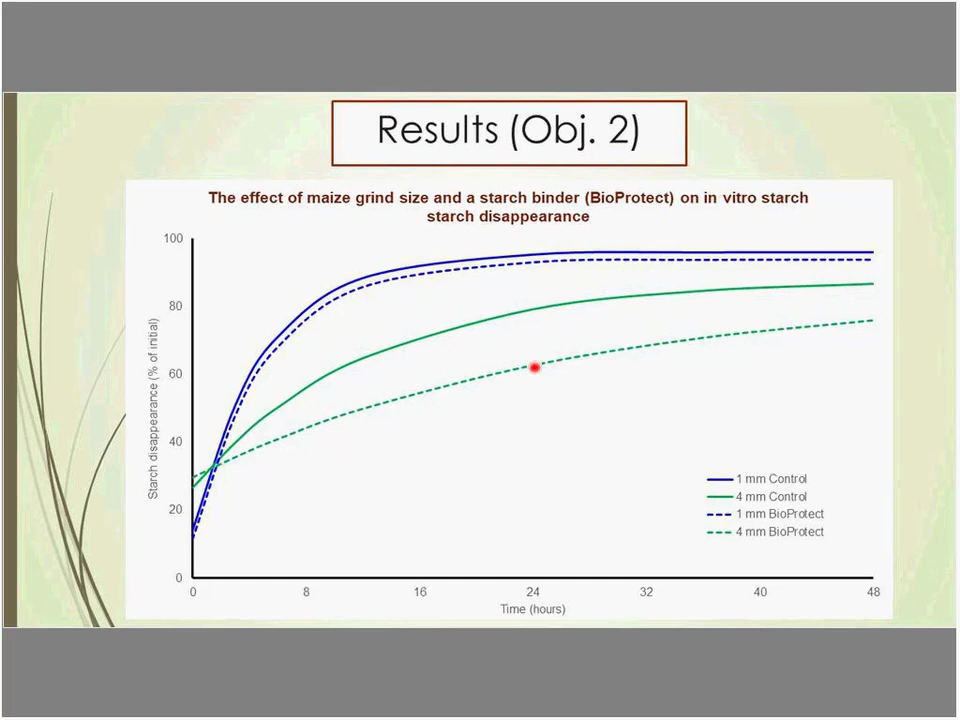 Results (Obj. 2)
The effect of maize grind size and a starch binder (BioProtect) on in vitro starch
starch disappearance
100
80
60
40
20
0
Starch disappearance (% of initial)
0 8 16 24 32 40 48
Time (hours)
1 mm Control
4 mm Control
1 mm BioProtect
4 mm BioProtect